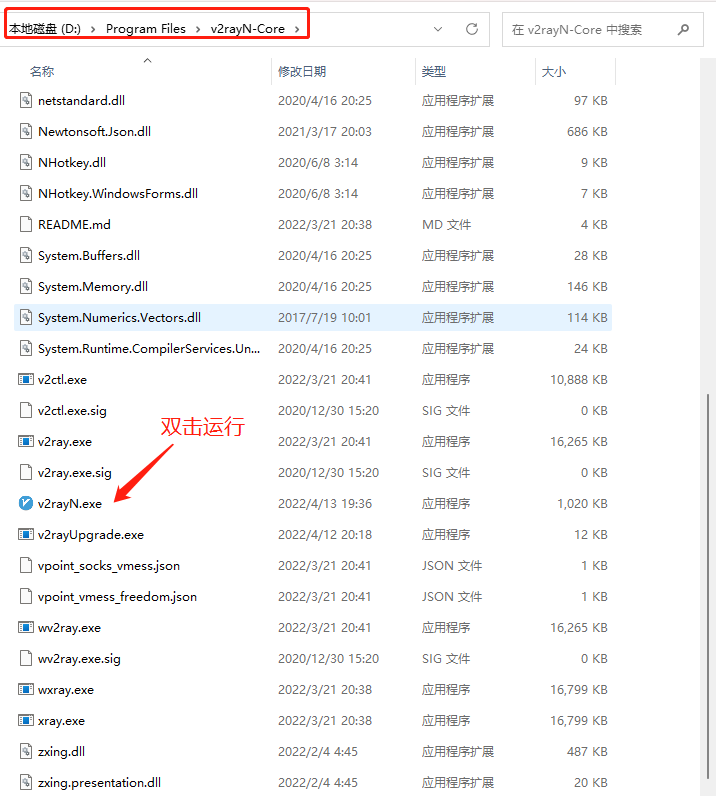 本地磁盘 (D:) › Program Files › v2rayN-Core ›
在 v2rayN-Core 中搜索
名称 修改日期 类型 大小
netstandard.dll 2020/4/16 20:25 应用程序扩展 97 KB
Newtonsoft.Json.dll 2021/3/17 20:03 应用程序扩展 686 KB
NHotkey.dll 2020/6/8 3:14 应用程序扩展 9 KB
NHotkey.WindowsForms.dll 2020/6/8 3:14 应用程序扩展 7 KB
README.md 2022/3/21 20:38 MD 文件 4 KB
System.Buffers.dll 2020/4/16 20:25 应用程序扩展 28 KB
System.Memory.dll 2020/4/16 20:25 应用程序扩展 146 KB
System.Numerics.Vectors.dll 2017/7/19 10:01 应用程序扩展 114 KB
System.Runtime.CompilerServices.Un... 2020/4/16 20:25 应用程序扩展 24 KB
v2ctl.exe 2022/3/21 20:41 应用程序 10,888 KB
v2ctl.exe.sig 2020/12/30 15:20 SIG 文件 0 KB
双击运行
v2ray.exe 2022/3/21 20:41 应用程序 16,265 KB
v2ray.exe.sig 2020/12/30 15:20 SIG 文件 0 KB
v2rayN.exe 2022/4/13 19:36 应用程序 1,020 KB
v2rayUpgrade.exe 2022/4/12 20:18 应用程序 12 KB
vpoint_socks_vmess.json 2022/3/21 20:41 JSON 文件 1 KB
vpoint_vmess_freedom.json 2022/3/21 20:41 JSON 文件 1 KB
wv2ray.exe 2022/3/21 20:41 应用程序 16,265 KB
wv2ray.exe.sig 2020/12/30 15:20 SIG 文件 0 KB
wxray.exe 2022/3/21 20:38 应用程序 16,799 KB
xray.exe 2022/3/21 20:38 应用程序 16,799 KB
zxing.dll 2022/2/4 4:45 应用程序扩展 487 KB
zxing.presentation.dll 2022/2/4 4:45 应用程序扩展 20 KB